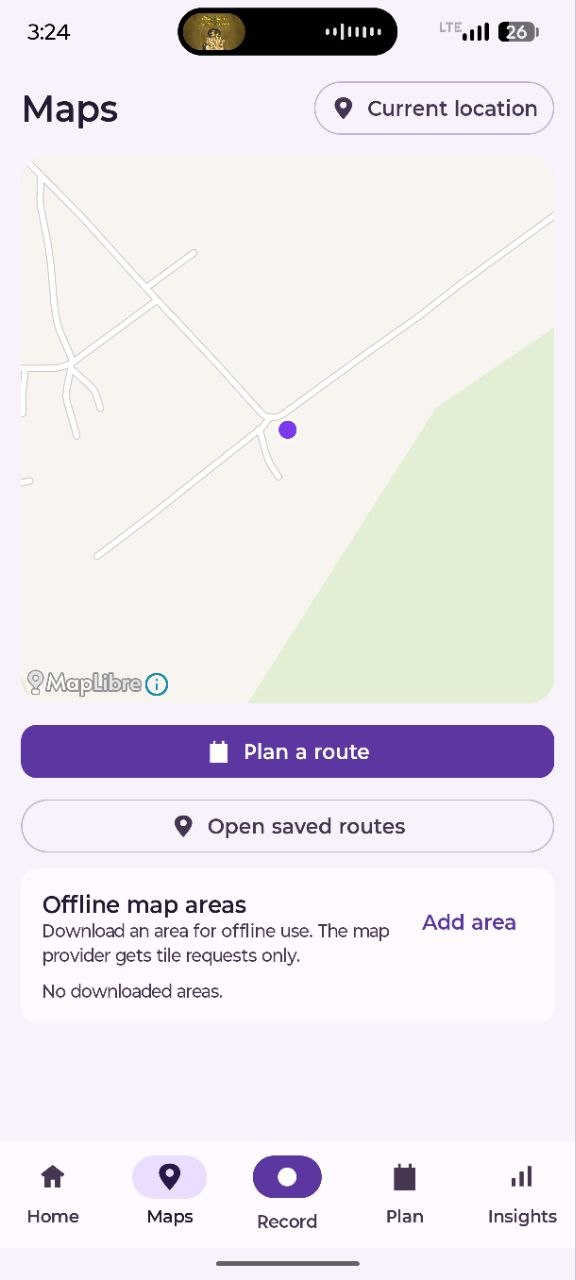 3:24
LTE
26
Maps
Current location
MapLibre
Plan a route
Open saved routes
Offline map areas
Download an area for offline use. The map
provider gets tile requests only.
Add area
No downloaded areas.
Home
Maps
Record
Plan
Insights